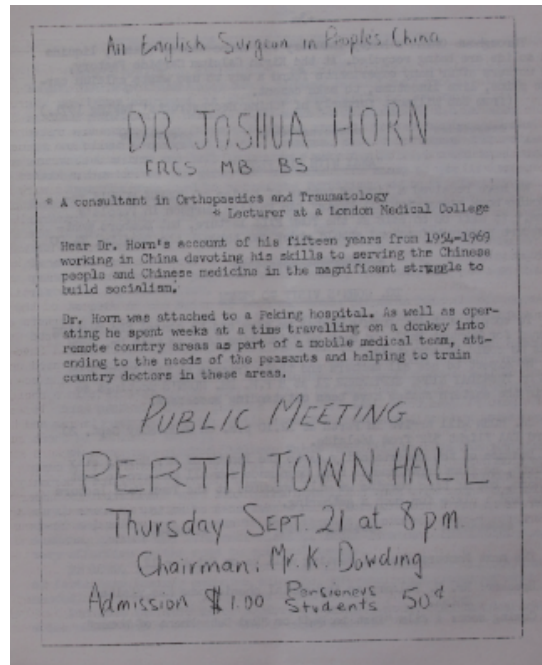 An English Surgeon in Peoples China
DR JOSHUA HORN
FRCS MB BS
* A consultant in Orthopaedics and Traumatology
* Lecturer at a London Medical College
Hear Dr. Horn's account of his fifteen years from 1954-1969
working in China devoting his skills to serving the Chinese
people and Chinese medicine in the magnificent struggle to
build socialism.
Dr. Horn was attached to a Peking hospital. As well as oper-
ating he spent weeks at a time travelling on a donkey into
remote country areas as part of a mobile medical team, att-
ending to the needs of the peasants and helping to train
country doctors in these areas.
PUBLIC MEETING
PERTH TOWN HALL
Thursday SEPT. 21 at 8 pm
Chairman: Mr. K. Dowding
Admission $1.00 Pensioners Students 50¢.